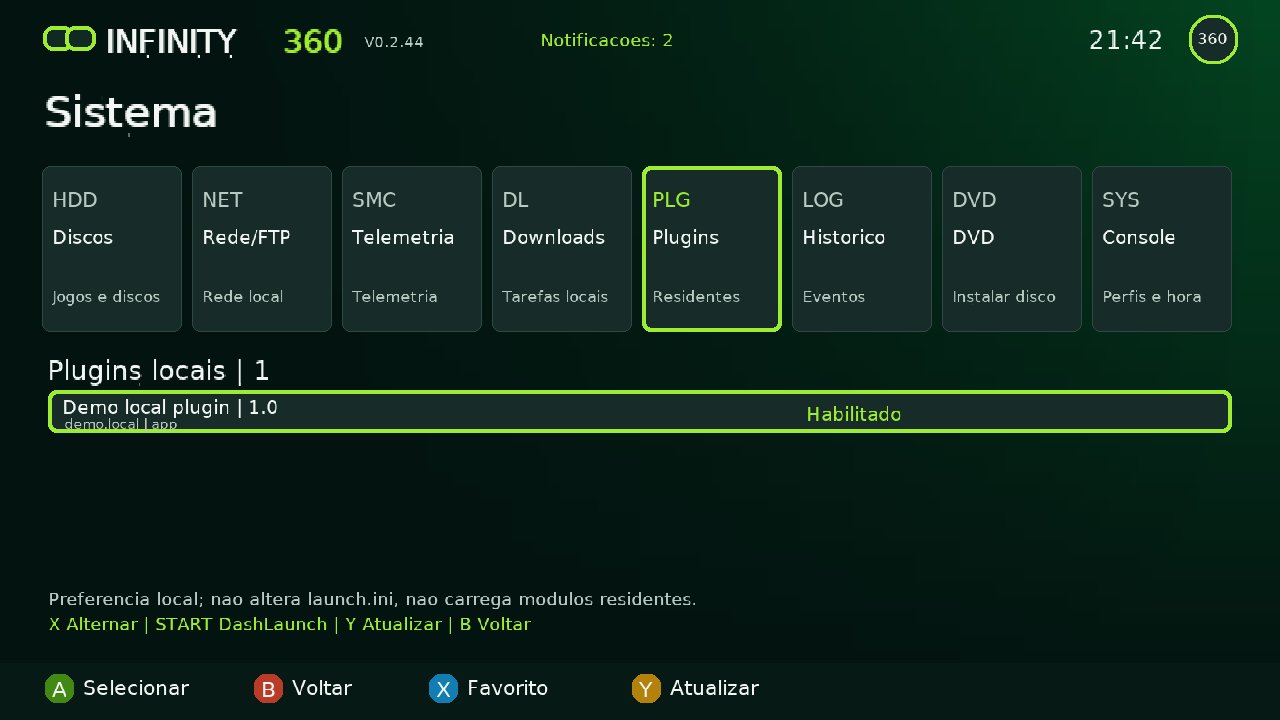 INFINITY 360 V0.2.44 Notificacoes: 2 21:42 360
Sistema
HDD NET SMC DL PLG LOG DVD SYS
Discos Rede/FTP Telemetria Downloads Plugins Historico DVD Console
Jogos e discos Rede local Telemetria Tarefas locais Residentes Eventos Instalar disco Perfis e hora
Plugins locais | 1
Demo local plugin | 1.0 Habilitado
demo.local | app
Preferencia local; nao altera launch.ini, nao carrega modulos residentes.
X Alternar | START DashLaunch | Y Atualizar | B Voltar
A Selecionar B Voltar X Favorito Y Atualizar